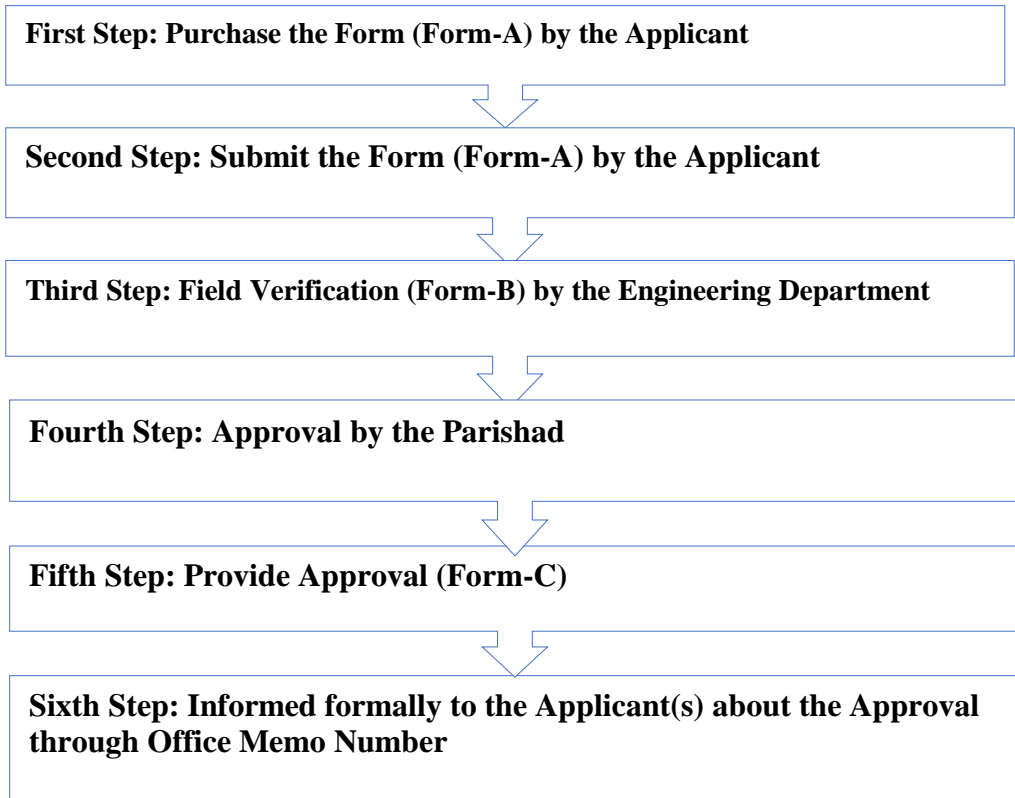 First Step: Purchase the Form (Form-A) by the Applicant
Second Step: Submit the Form (Form-A) by the Applicant
Third Step: Field Verification (Form-B) by the Engineering Department
Fourth Step: Approval by the Parishad
Fifth Step: Provide Approval (Form-C)
Sixth Step: Informed formally to the Applicant(s) about the Approval
through Office Memo Number